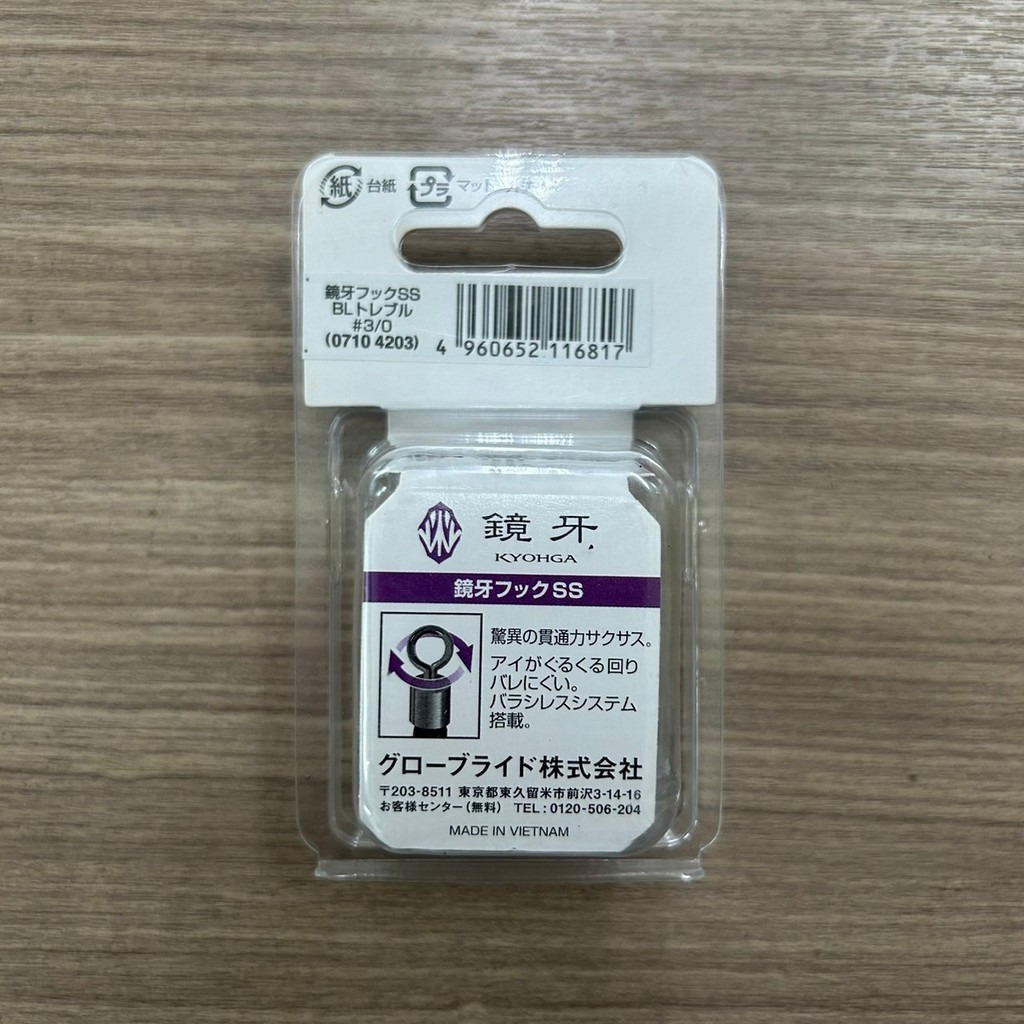 紙 台紙 プラ マット
鏡牙フックSS
BLトレブル
#3/0
(0710 4203)
4 960652 116817
鏡牙
KYOHGA
鏡牙フックSS
驚異の貫通力サクサス。
アイがぐるくる回り
バレにくい。
バラシレスシステム
搭載。
グローブライド株式会社
〒203-8511 東京都東久留米市前沢3-14-16
お客様センター(無料) TEL:0120-506-204
MADE IN VIETNAM